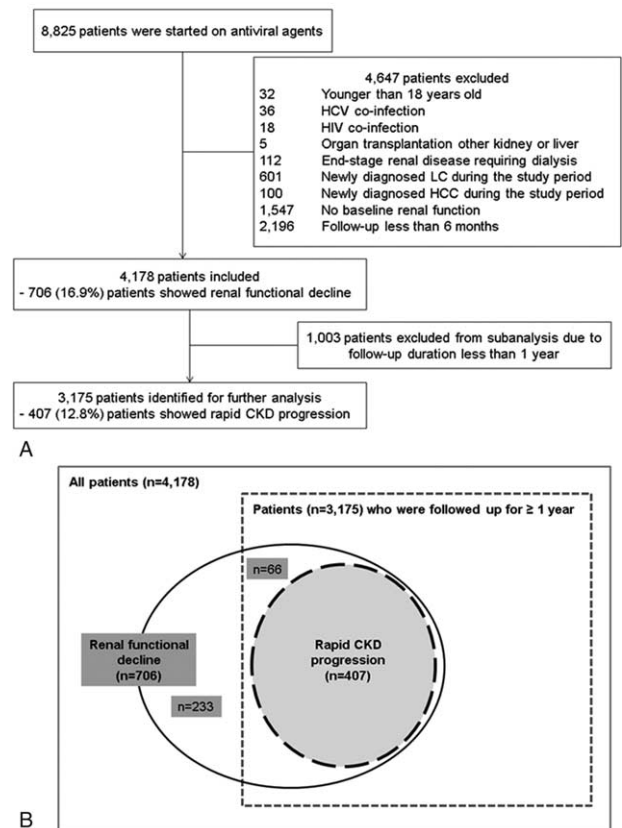 8,825 patients were started on antiviral agents
4,647 patients excluded
32 Younger than 18 years old
36 HCV co-infection
18 HIV co-infection
5 Organ transplantation other kidney or liver
112 End-stage renal disease requiring dialysis
601 Newly diagnosed LC during the study period
100 Newly diagnosed HCC during the study period
1,547 No baseline renal function
2,196 Follow-up less than 6 months
4,178 patients included
- 706 (16.9%) patients showed renal functional decline
1,003 patients excluded from subanalysis due to
follow-up duration less than 1 year
3,175 patients identified for further analysis
- 407 (12.8%) patients showed rapid CKD progression
A
All patients (n=4,178)
Patients (n=3,175) who were followed up for ≥ 1 year
n=66
Renal functional
decline
(n=706)
Rapid CKD
progression
(n=407)
n=233
B